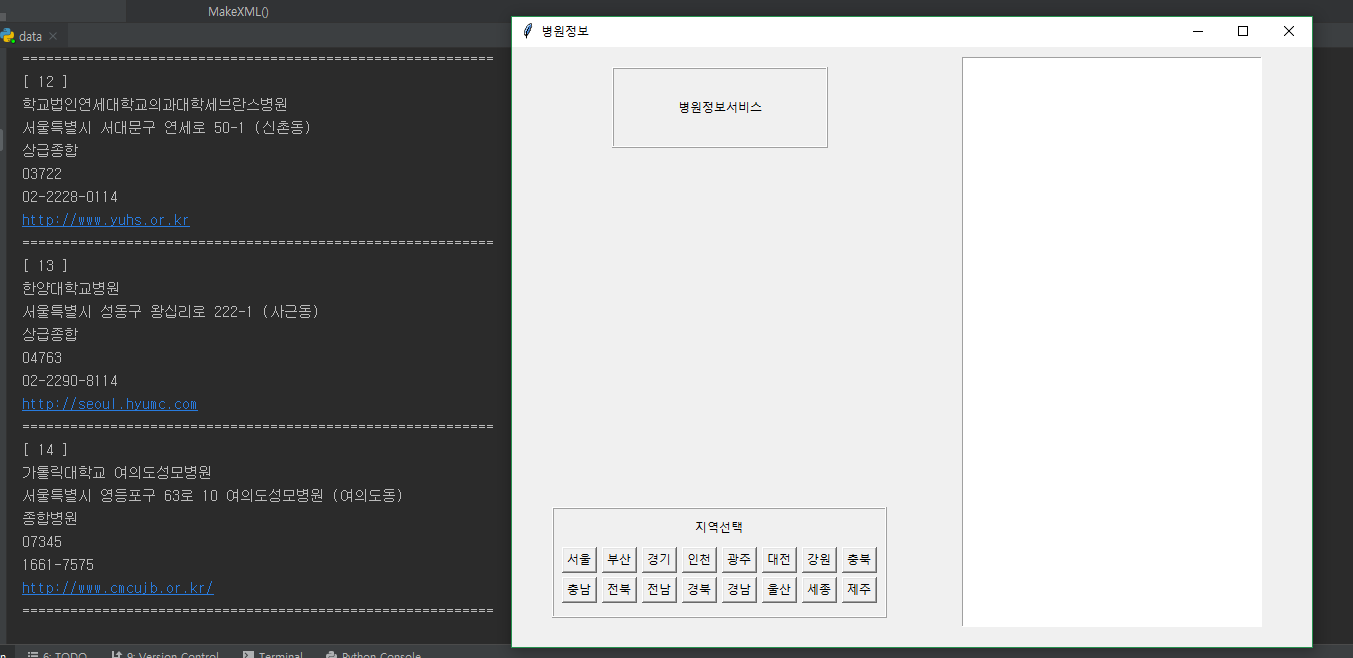 MakeXML()
data
===========================================================
[ 12 ]
학교법인연세대학교의과대학세브란스병원
서울특별시 서대문구 연세로 50-1 (신촌동)
상급종합
03722
02-2228-0114
http://www.yuhs.or.kr
===========================================================
[ 13 ]
한양대학교병원
서울특별시 성동구 왕십리로 222-1 (사근동)
상급종합
04763
02-2290-8114
http://seoul.hyumc.com
===========================================================
[ 14 ]
가톨릭대학교 여의도성모병원
서울특별시 영등포구 63로 10 여의도성모병원 (여의도동)
종합병원
07345
1661-7575
http://www.cmcujb.or.kr/
===========================================================
6: TODO 9: Version Control Terminal Python Console
병원정보
병원정보서비스
지역선택
서울 부산 경기 인천 광주 대전 강원 충북
충남 전북 전남 경북 경남 울산 세종 제주